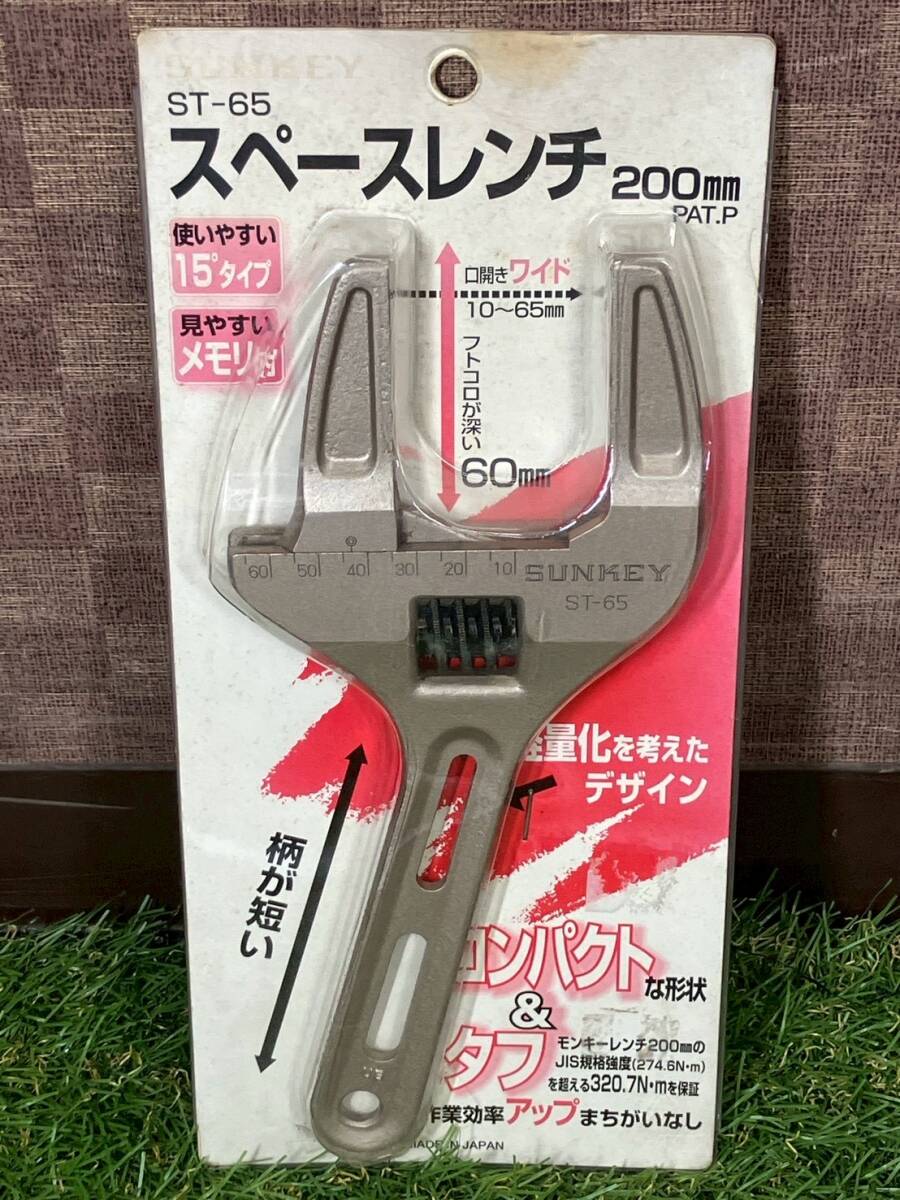 SUNKEY
ST-65
スペースレンチ 200mm
PAT.P
使いやすい
15°タイプ
見やすい
メモリ付
口開きワイド
10〜65mm
フトコロが深い
60mm
60 50 40 30 20 10 SUNKEY
ST-65
軽量化を考えた
デザイン
柄が短い
コンパクトな形状
&
タフ
モンキーレンチ200mmの
JIS規格強度(274.6N・m)
を超える320.7N・mを保証
作業効率アップまちがいなし
MADE IN JAPAN